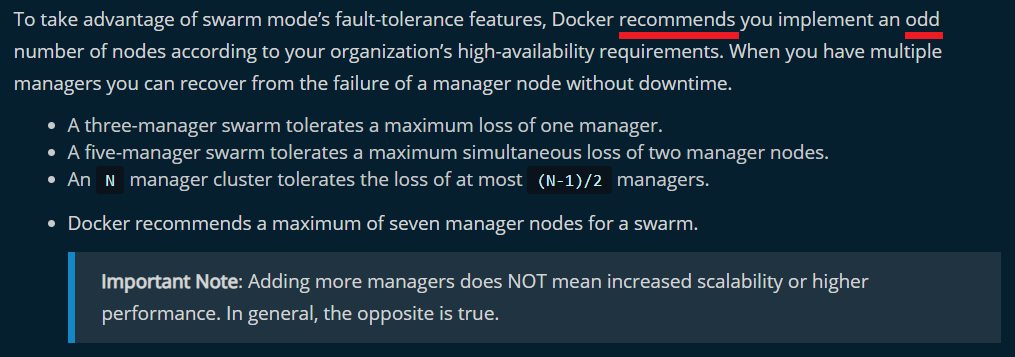 To take advantage of swarm mode’s fault-tolerance features, Docker recommends you implement an odd
number of nodes according to your organization’s high-availability requirements. When you have multiple
managers you can recover from the failure of a manager node without downtime.
• A three-manager swarm tolerates a maximum loss of one manager.
• A five-manager swarm tolerates a maximum simultaneous loss of two manager nodes.
• An N manager cluster tolerates the loss of at most (N-1)/2 managers.
• Docker recommends a maximum of seven manager nodes for a swarm.
Important Note: Adding more managers does NOT mean increased scalability or higher
performance. In general, the opposite is true.